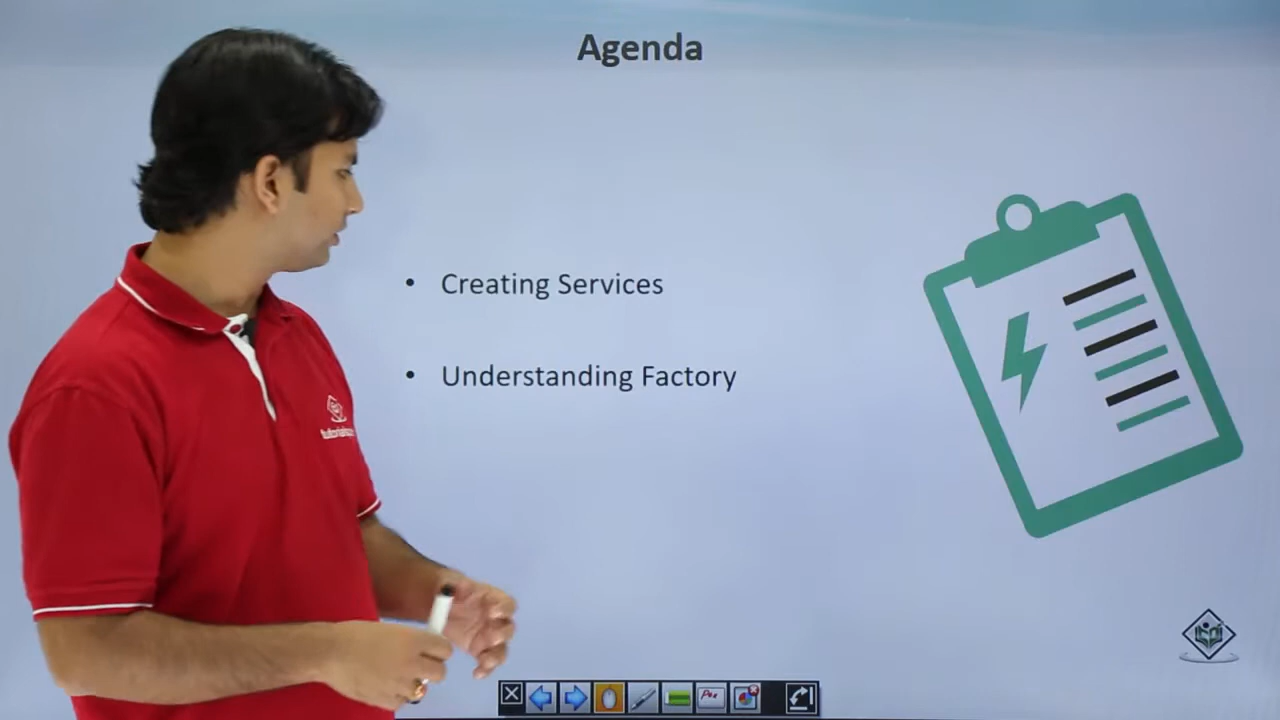 Agenda
• Creating Services
• Understanding Factory